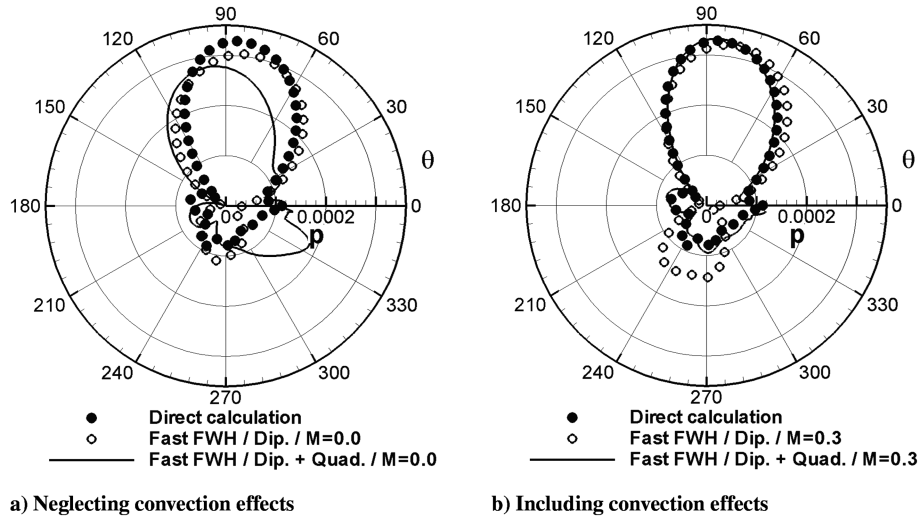 90
120
60
150
30
θ
180
0
0.0002
0
p
210
330
240
300
270
Direct calculation
Fast FWH / Dip. / M=0.0
Fast FWH / Dip. + Quad. / M=0.0
a) Neglecting convection effects
90
120
60
150
30
θ
180
0
0.0002
0
p
210
330
240
300
270
Direct calculation
Fast FWH / Dip. / M=0.3
Fast FWH / Dip. + Quad. / M=0.3
b) Including convection effects